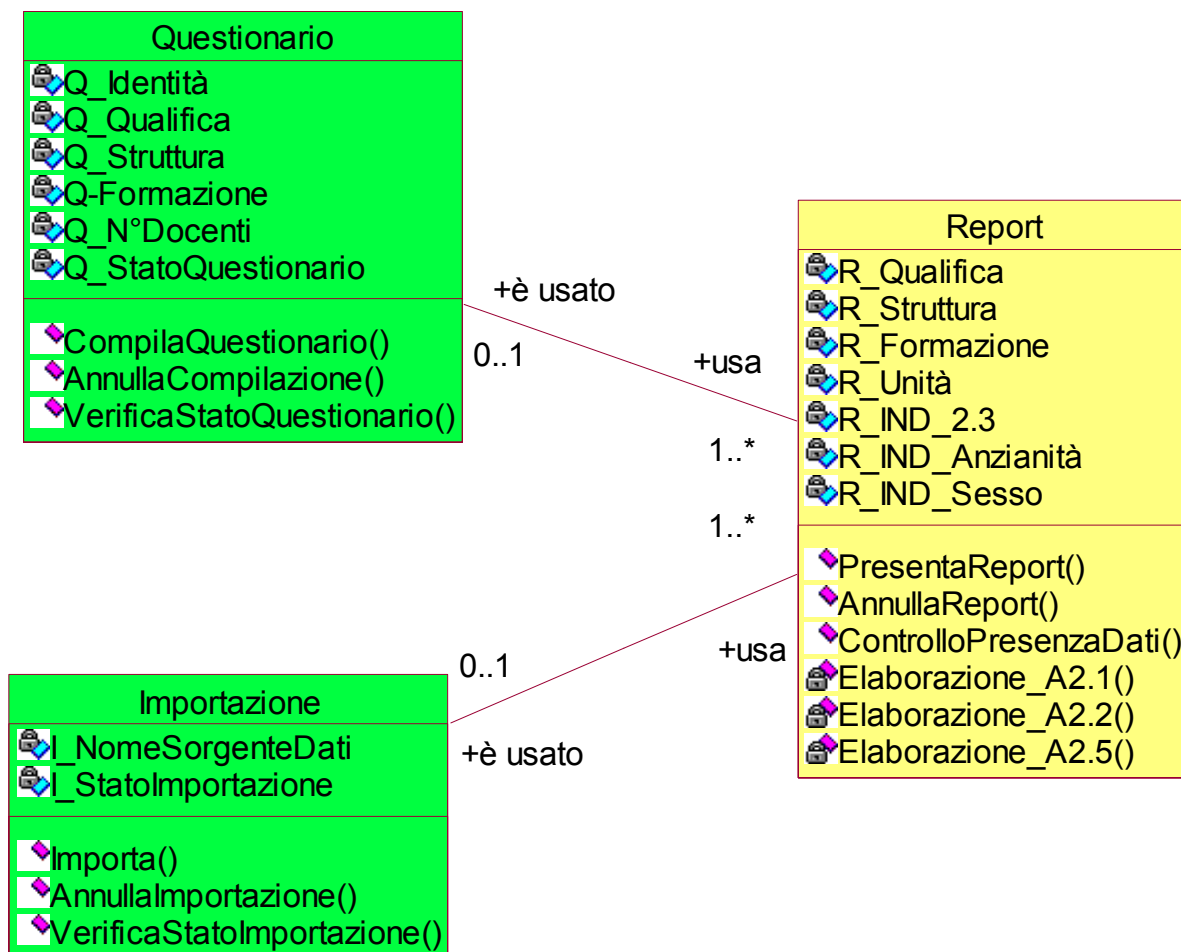 Questionario
Q_Identità
Q_Qualifica
Q_Struttura
Q-Formazione
Q_N°Docenti
Q_StatoQuestionario
CompilaQuestionario()
AnnullaCompilazione()
VerificaStatoQuestionario()
+è usato
0..1
+usa
1..*
Report
R_Qualifica
R_Struttura
R_Formazione
R_Unità
R_IND_2.3
R_IND_Anzianità
R_IND_Sesso
PresentaReport()
AnnullaReport()
ControlloPresenzaDati()
Elaborazione_A2.1()
Elaborazione_A2.2()
Elaborazione_A2.5()
1..*
+usa
0..1
+è usato
Importazione
I_NomeSorgenteDati
I_StatoImportazione
Importa()
AnnullaImportazione()
VerificaStatoImportazione()